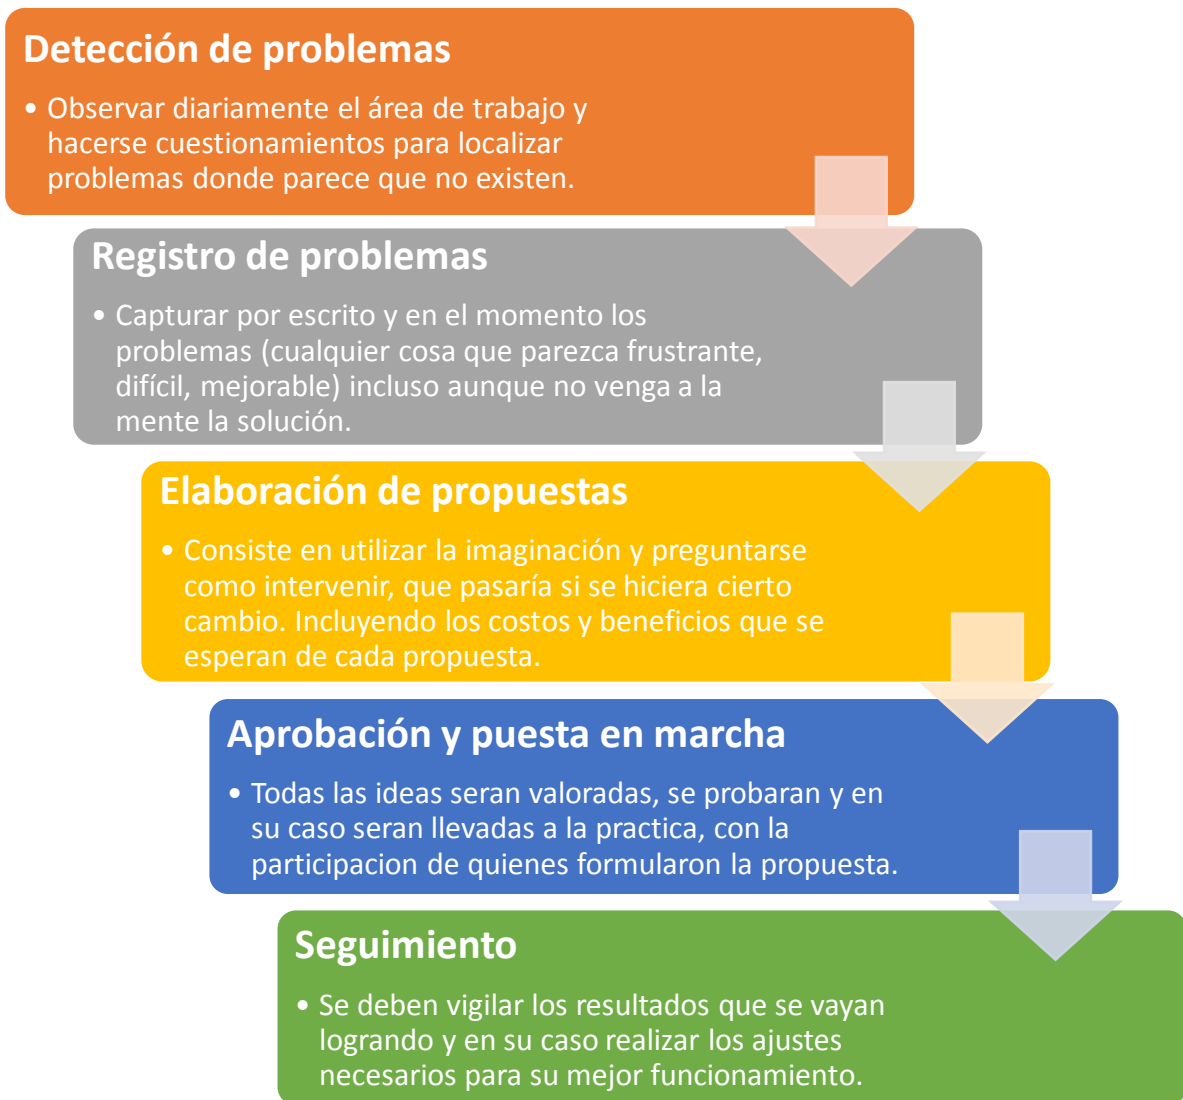 Detección de problemas
• Observar diariamente el área de trabajo y
hacerse cuestionamientos para localizar
problemas donde parece que no existen.
Registro de problemas
• Capturar por escrito y en el momento los
problemas (cualquier cosa que parezca frustrante,
difícil, mejorable) incluso aunque no venga a la
mente la solución.
Elaboración de propuestas
• Consiste en utilizar la imaginación y preguntarse
como intervenir, que pasaría si se hiciera cierto
cambio. Incluyendo los costos y beneficios que se
esperan de cada propuesta.
Aprobación y puesta en marcha
• Todas las ideas seran valoradas, se probaran y en
su caso seran llevadas a la practica, con la
participacion de quienes formularon la propuesta.
Seguimiento
• Se deben vigilar los resultados que se vayan
logrando y en su caso realizar los ajustes
necesarios para su mejor funcionamiento.